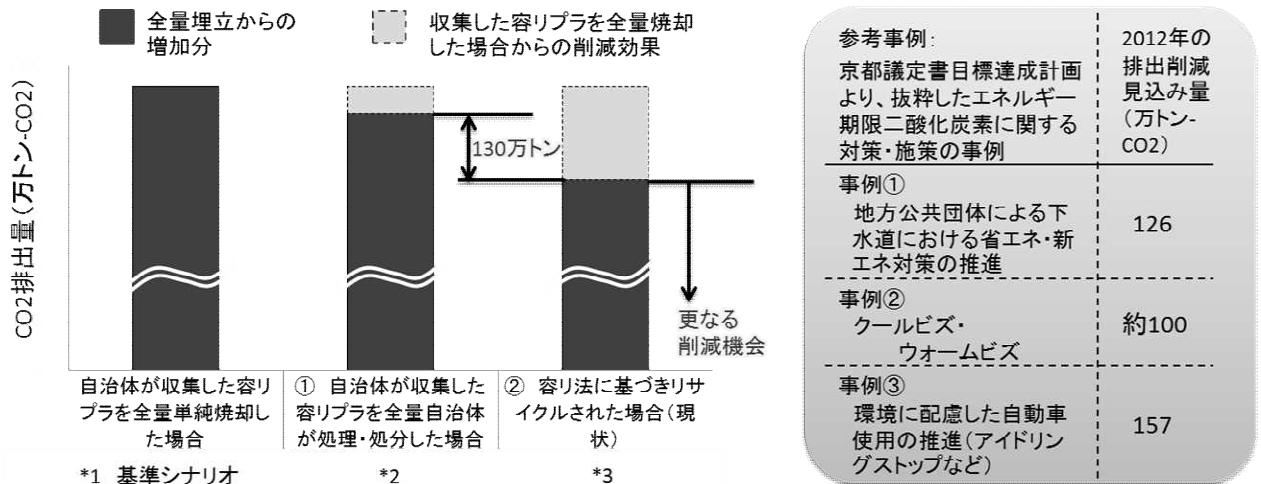 全量埋立からの
増加分
収集した容リプラを全量焼却
した場合からの削減効果
CO2排出量(万トン-CO2)
130万トン
更なる
削減機会
自治体が収集した容リ
プラを全量単純焼却し
た場合
① 自治体が収集した
容リプラを全量自治体
が処理・処分した場合
② 容リ法に基づきリサ
イクルされた場合(現
状)
*1 基準シナリオ
*2
*3
参考事例:
京都議定書目標達成計画
より、抜粋したエネルギー
期限二酸化炭素に関する
対策・施策の事例
2012年の
排出削減
見込み量
(万トン-
CO2)
事例①
地方公共団体による下
水道における省エネ・新
エネ対策の推進
126
事例②
クールビズ・
ウォームビズ
約100
事例③
環境に配慮した自動車
使用の推進(アイドリン
グストップなど)
157